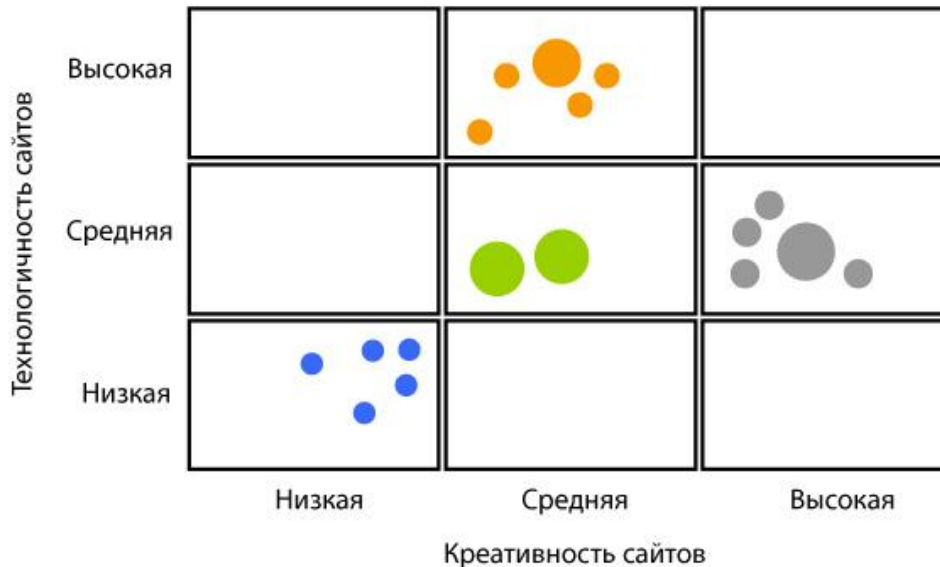 Технологичность сайтов
Высокая
Средняя
Низкая
Низкая
Средняя
Высокая
Креативность сайтов